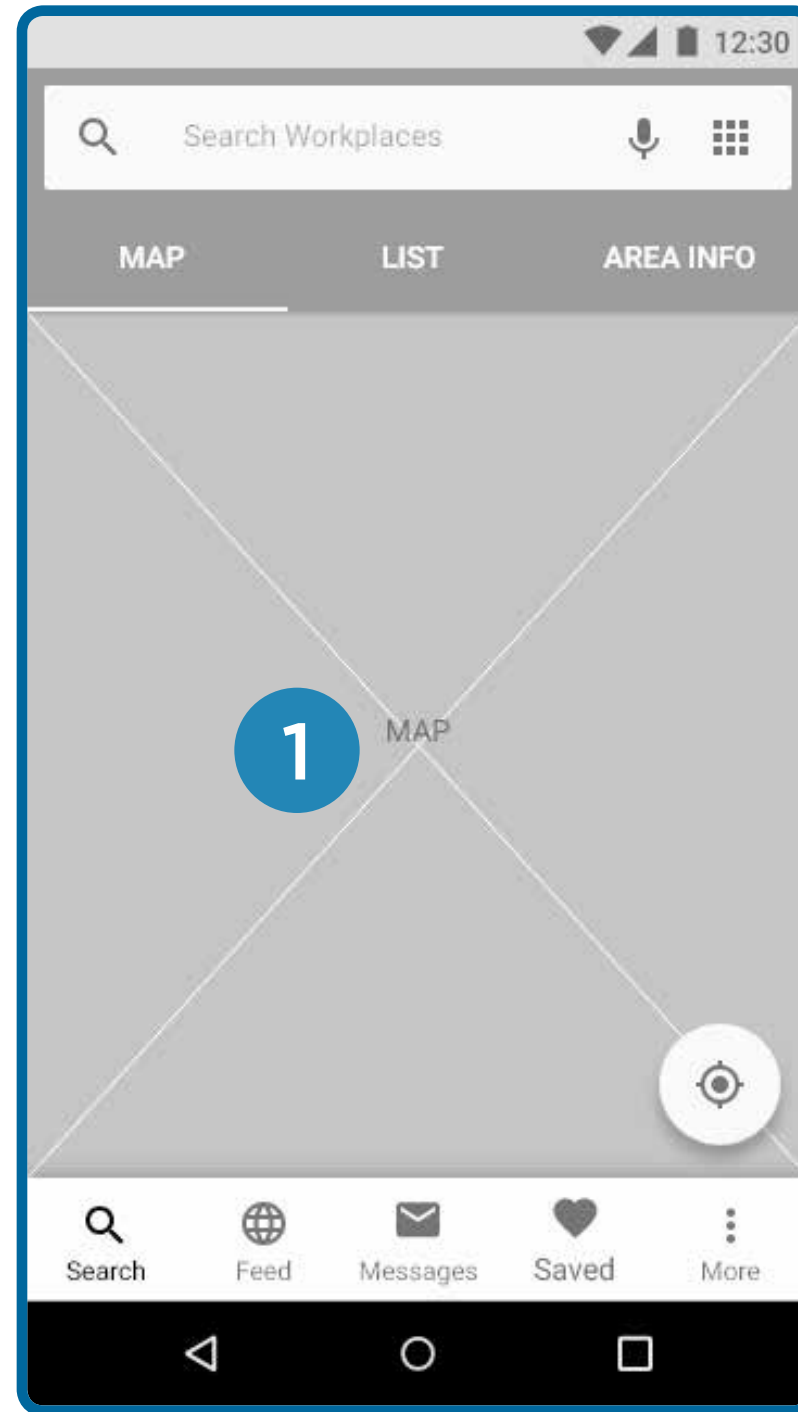 12:30
Search Workplaces
MAP LIST AREA INFO
MAP
1
Search Feed Messages Saved More